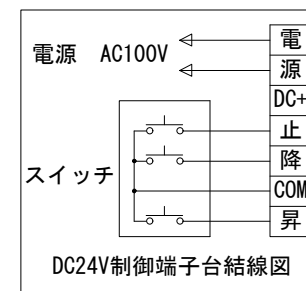 電源 AC100V
電
源
DC+
止
降
COM
昇
スイッチ
DC24V制御端子台結線図